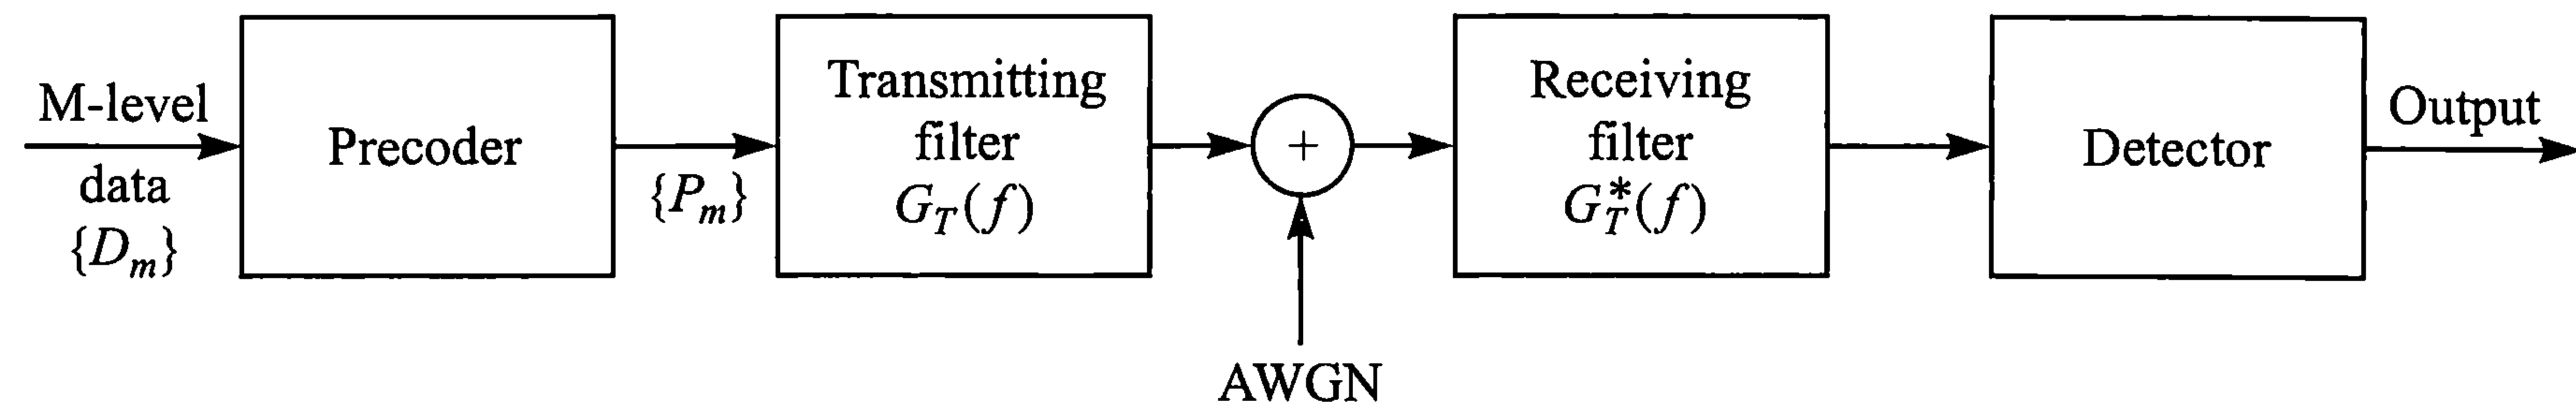 M-level
data
{D_m}
Precoder
{P_m}
Transmitting
filter
G_T(f)
+
AWGN
Receiving
filter
G_T^*(f)
Detector
Output